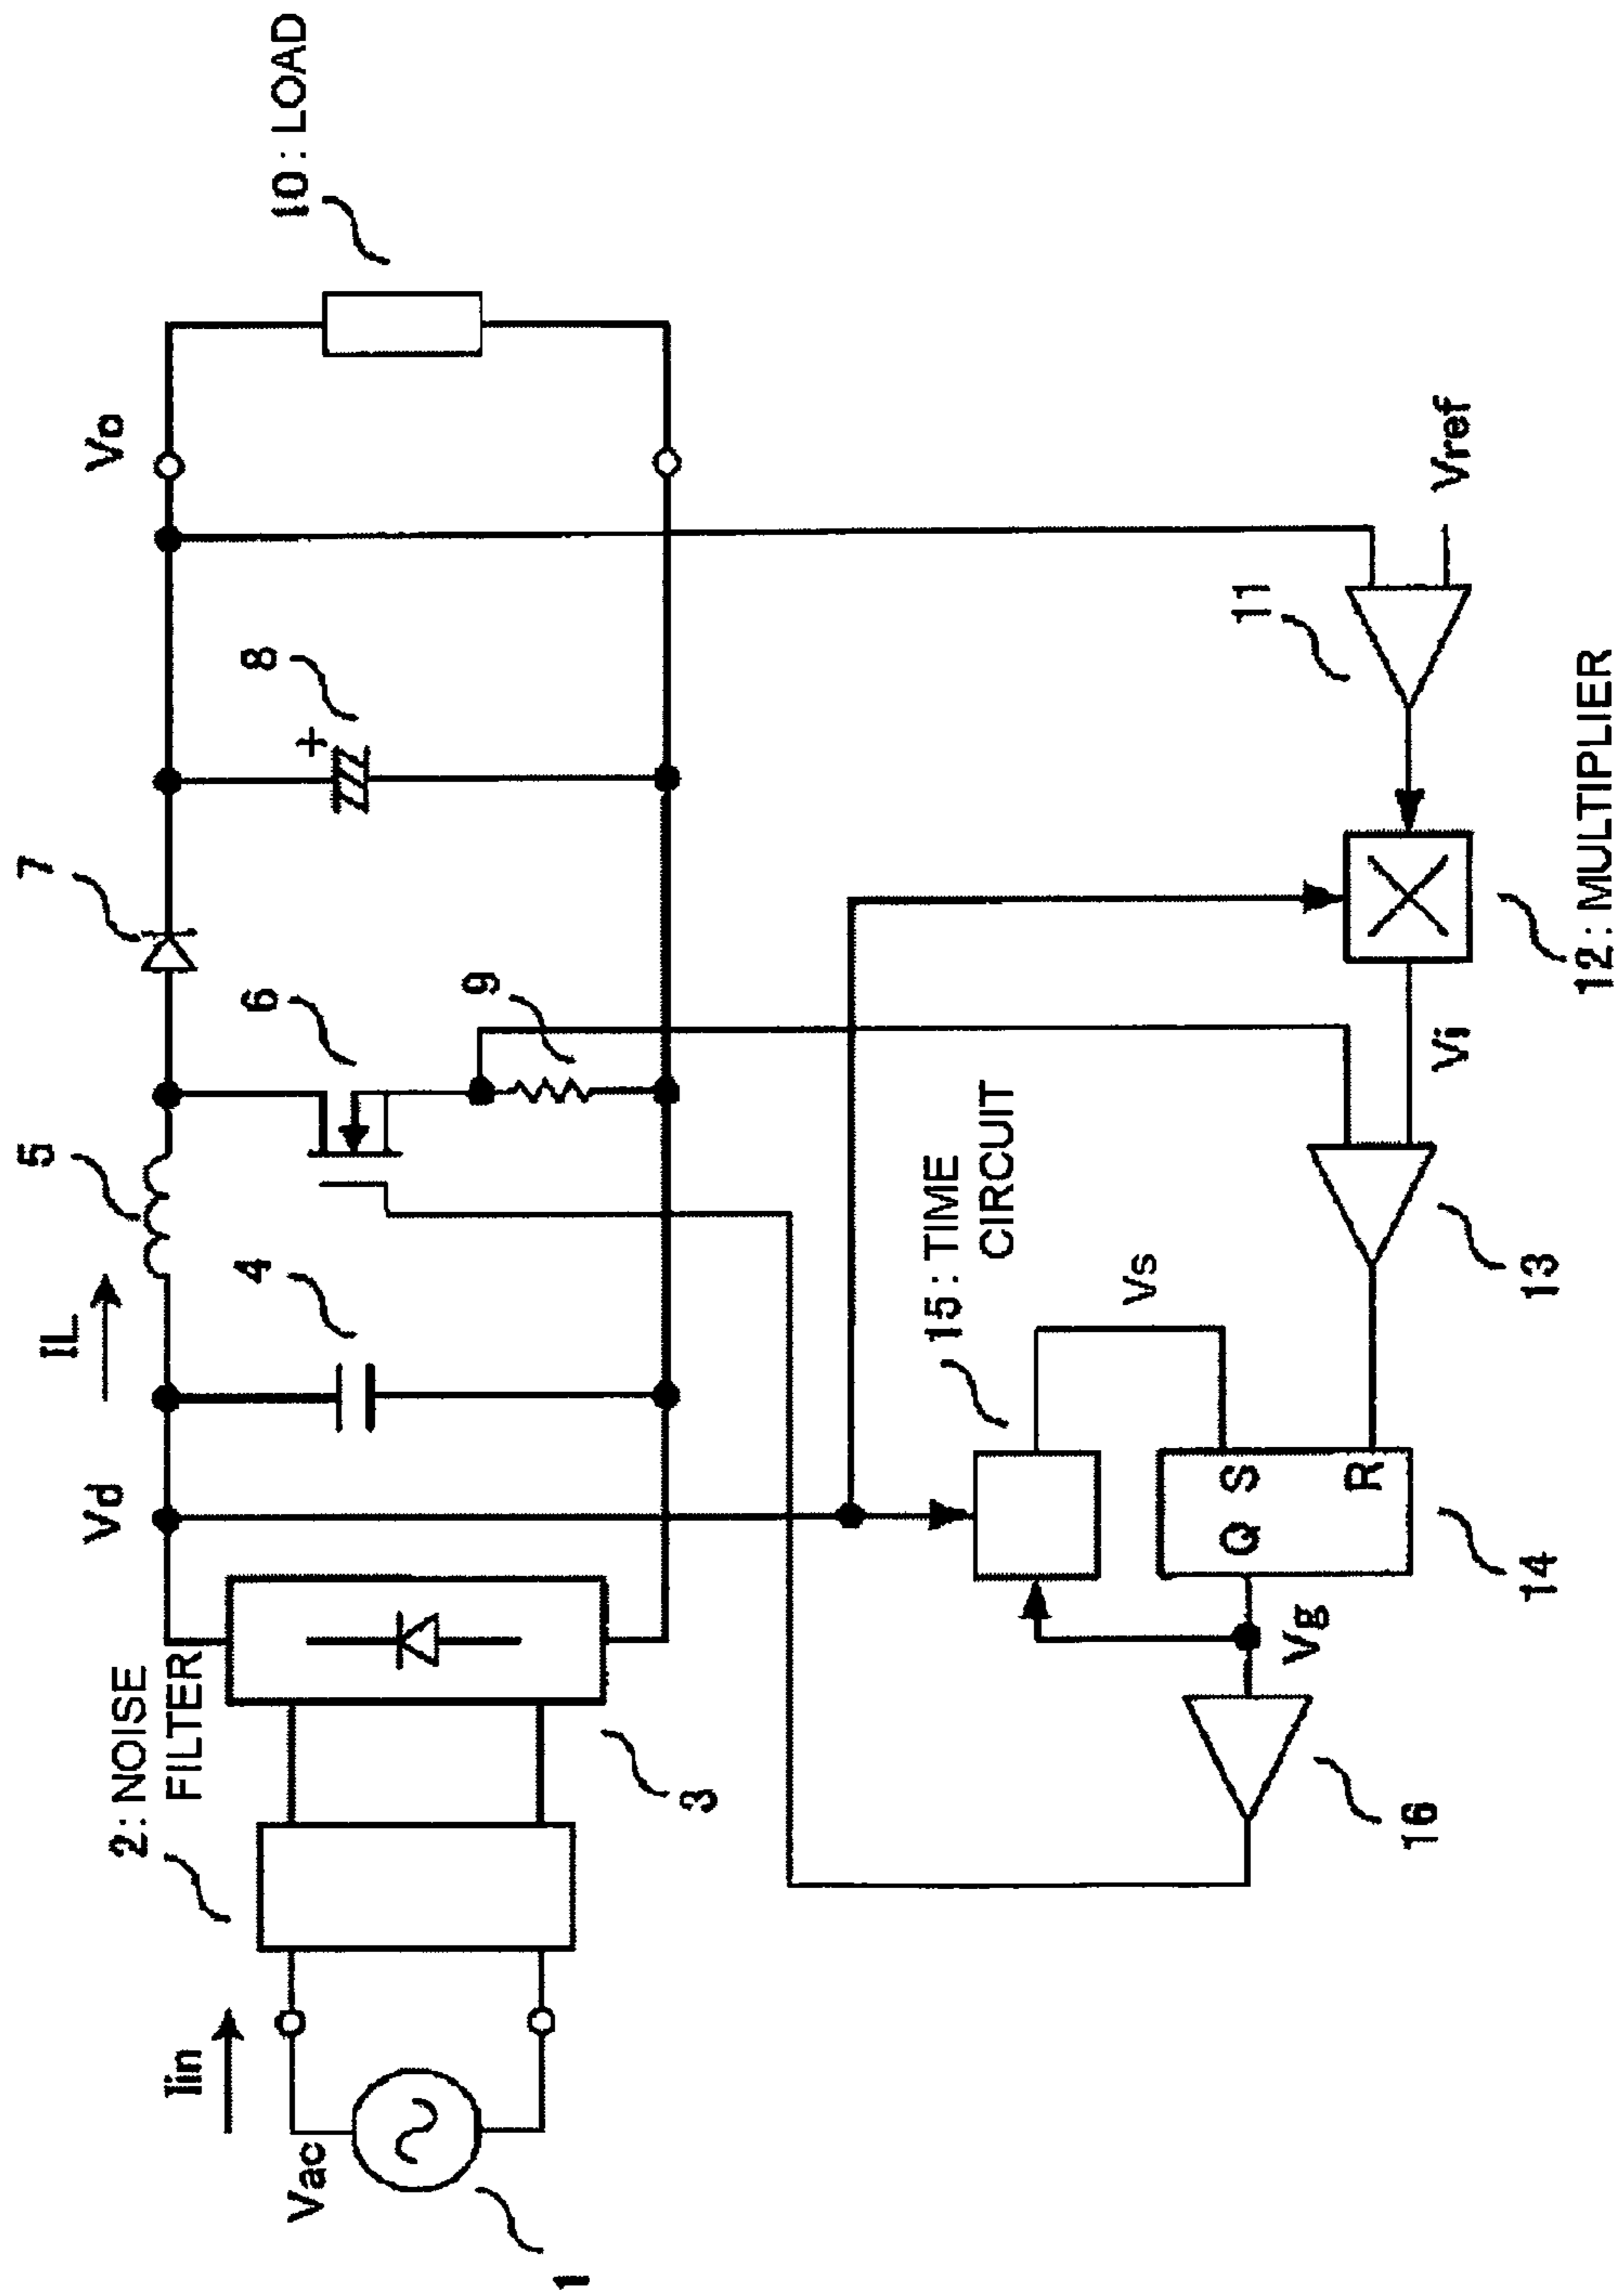 Iin
Vac
1
2 : NOISE
FILTER
3
Vd
IL
4
5
6
7
8
+
9
Vo
10 : LOAD
Vref
11
12 : MULTIPLIER
Vi
13
15 : TIME
CIRCUIT
Vs
Q S
R
14
Vg
16